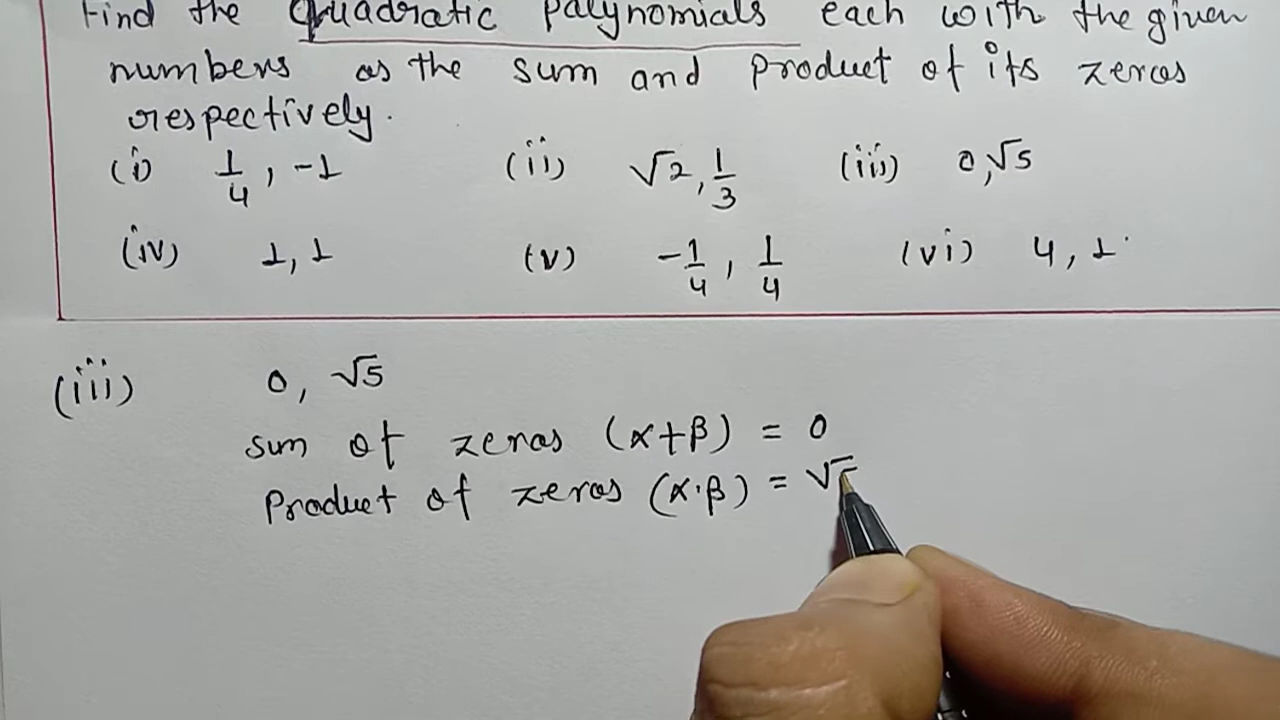 Find the Quadratic Polynomials each with the given
numbers as the sum and product of its zeros
respectively.
(i) 1/4, -1 (ii) √2, 1/3 (iii) 0, √5
(iv) 1, 1 (v) -1/4, 1/4 (vi) 4, 1
(iii) 0, √5
Sum of zeros (α+β) = 0
Product of zeros (α·β) = √5